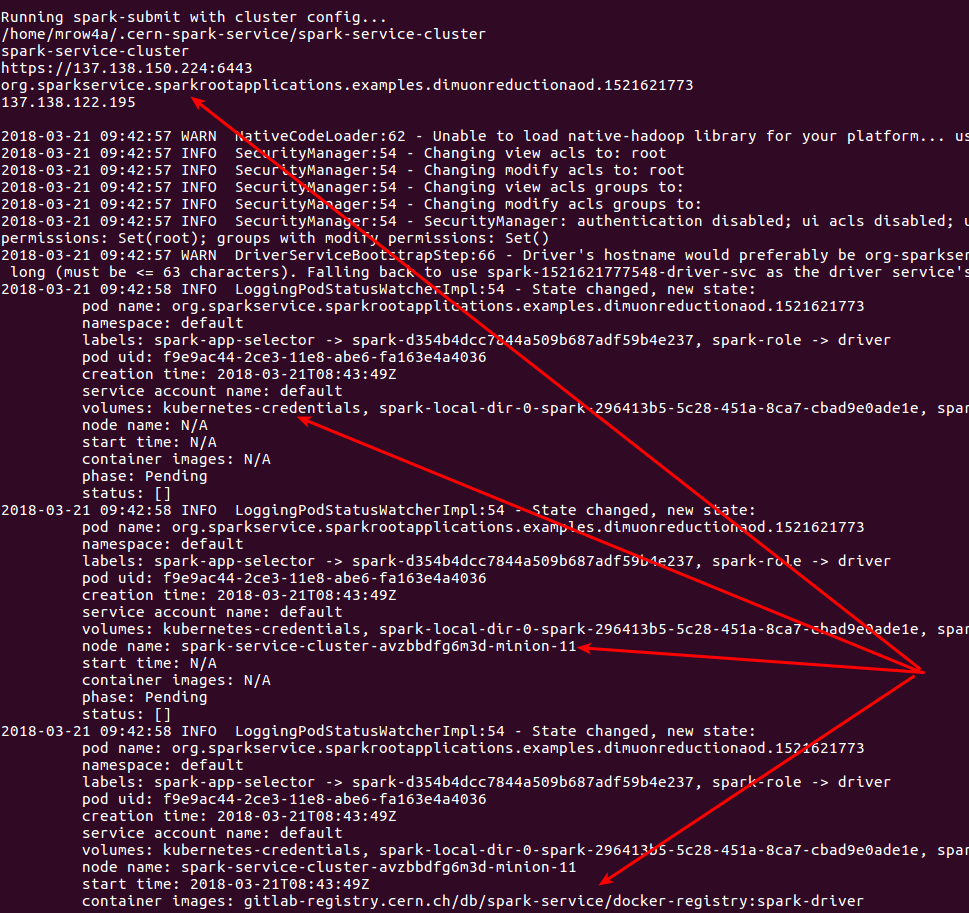 Running spark-submit with cluster config...
/home/mrow4a/.cern-spark-service/spark-service-cluster
spark-service-cluster
https://137.138.150.224:6443
org.sparkservice.sparkrootapplications.examples.dimuonreductionaod.1521621773
137.138.122.195
2018-03-21 09:42:57 WARN  NativeCodeLoader:62 - Unable to load native-hadoop library for your platform... us
2018-03-21 09:42:57 INFO  SecurityManager:54 - Changing view acls to: root
2018-03-21 09:42:57 INFO  SecurityManager:54 - Changing modify acls to: root
2018-03-21 09:42:57 INFO  SecurityManager:54 - Changing view acls groups to:
2018-03-21 09:42:57 INFO  SecurityManager:54 - Changing modify acls groups to:
2018-03-21 09:42:57 INFO  SecurityManager:54 - SecurityManager: authentication disabled; ui acls disabled; u
permissions: Set(root); groups with modify permissions: Set()
2018-03-21 09:42:57 WARN  DriverServiceBootstrapStep:66 - Driver's hostname would preferably be org-sparkser
long (must be <= 63 characters). Falling back to use spark-1521621777548-driver-svc as the driver service's
2018-03-21 09:42:58 INFO  LoggingPodStatusWatcherImpl:54 - State changed, new state:
pod name: org.sparkservice.sparkrootapplications.examples.dimuonreductionaod.1521621773
namespace: default
labels: spark-app-selector -> spark-d354b4dcc7844a509b687adf59b4e237, spark-role -> driver
pod uid: f9e9ac44-2ce3-11e8-abe6-fa163e4a4036
creation time: 2018-03-21T08:43:49Z
service account name: default
volumes: kubernetes-credentials, spark-local-dir-0-spark-296413b5-5c28-451a-8ca7-cbad9e0ade1e, spar
node name: N/A
start time: N/A
container images: N/A
phase: Pending
status: []
2018-03-21 09:42:58 INFO  LoggingPodStatusWatcherImpl:54 - State changed, new state:
pod name: org.sparkservice.sparkrootapplications.examples.dimuonreductionaod.1521621773
namespace: default
labels: spark-app-selector -> spark-d354b4dcc7844a509b687adf59b4e237, spark-role -> driver
pod uid: f9e9ac44-2ce3-11e8-abe6-fa163e4a4036
creation time: 2018-03-21T08:43:49Z
service account name: default
volumes: kubernetes-credentials, spark-local-dir-0-spark-296413b5-5c28-451a-8ca7-cbad9e0ade1e, spar
node name: spark-service-cluster-avzbbdfg6m3d-minion-11
start time: N/A
container images: N/A
phase: Pending
status: []
2018-03-21 09:42:58 INFO  LoggingPodStatusWatcherImpl:54 - State changed, new state:
pod name: org.sparkservice.sparkrootapplications.examples.dimuonreductionaod.1521621773
namespace: default
labels: spark-app-selector -> spark-d354b4dcc7844a509b687adf59b4e237, spark-role -> driver
pod uid: f9e9ac44-2ce3-11e8-abe6-fa163e4a4036
creation time: 2018-03-21T08:43:49Z
service account name: default
volumes: kubernetes-credentials, spark-local-dir-0-spark-296413b5-5c28-451a-8ca7-cbad9e0ade1e, spar
node name: spark-service-cluster-avzbbdfg6m3d-minion-11
start time: 2018-03-21T08:43:49Z
container images: gitlab-registry.cern.ch/db/spark-service/docker-registry:spark-driver